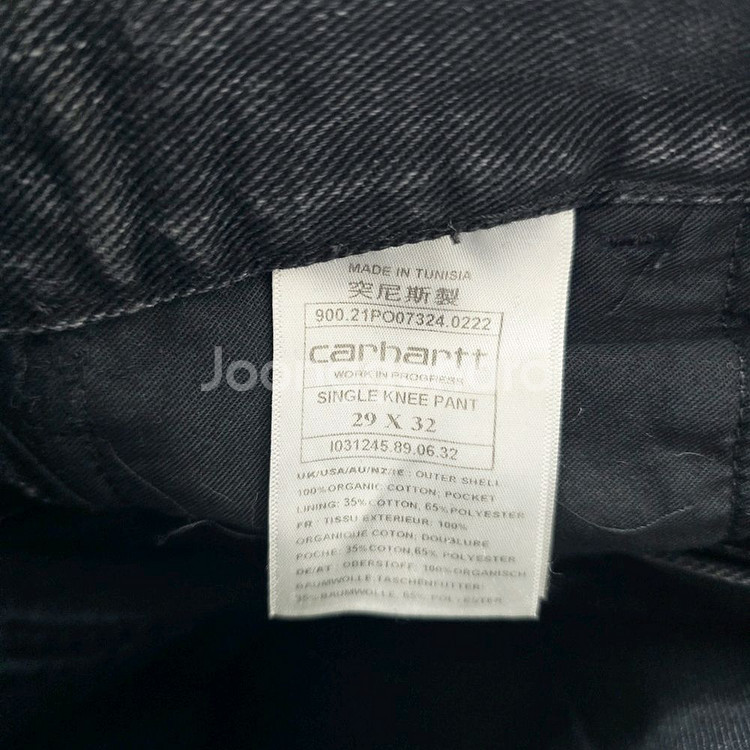 MADE IN TUNISIA
突尼斯製
900.21PO07324.0222
carhartt
WORK IN PROGRESS
SINGLE KNEE PANT
29 X 32
I031245.89.06.32
UK/USA/AU/NZ/IE : OUTER SHELL
100% ORGANIC COTTON; POCKET
LINING: 35% COTTON, 65% POLYESTER
FR : TISSU EXTERIEUR: 100%
ORGANIQUE COTON; DOUBLURE
POCHE: 35% COTON, 65% POLYESTER
DE/AT : OBERSTOFF: 100% ORGANISCH
BAUMWOLLE; TASCHENFUTTER:
35% BAUMWOLLE, 65% POLYESTER